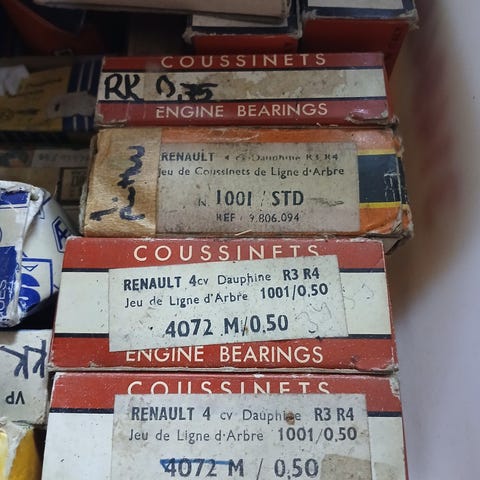 COUSSINETS
RK 0,75
ENGINE BEARINGS
RENAULT 4 cv Dauphine R3 R4
Jeu de Coussinets de Ligne d'Arbre
N. 1001 / STD
REF 9.806.094
COUSSINETS
RENAULT 4cv Dauphine R3 R4
Jeu de Ligne d'Arbre 1001/0,50
4072 M/0,50
ENGINE BEARINGS
COUSSINETS
RENAULT 4 cv Dauphine R3 R4
Jeu de Ligne d'Arbre 1001/0,50
4072 M / 0,50
VP